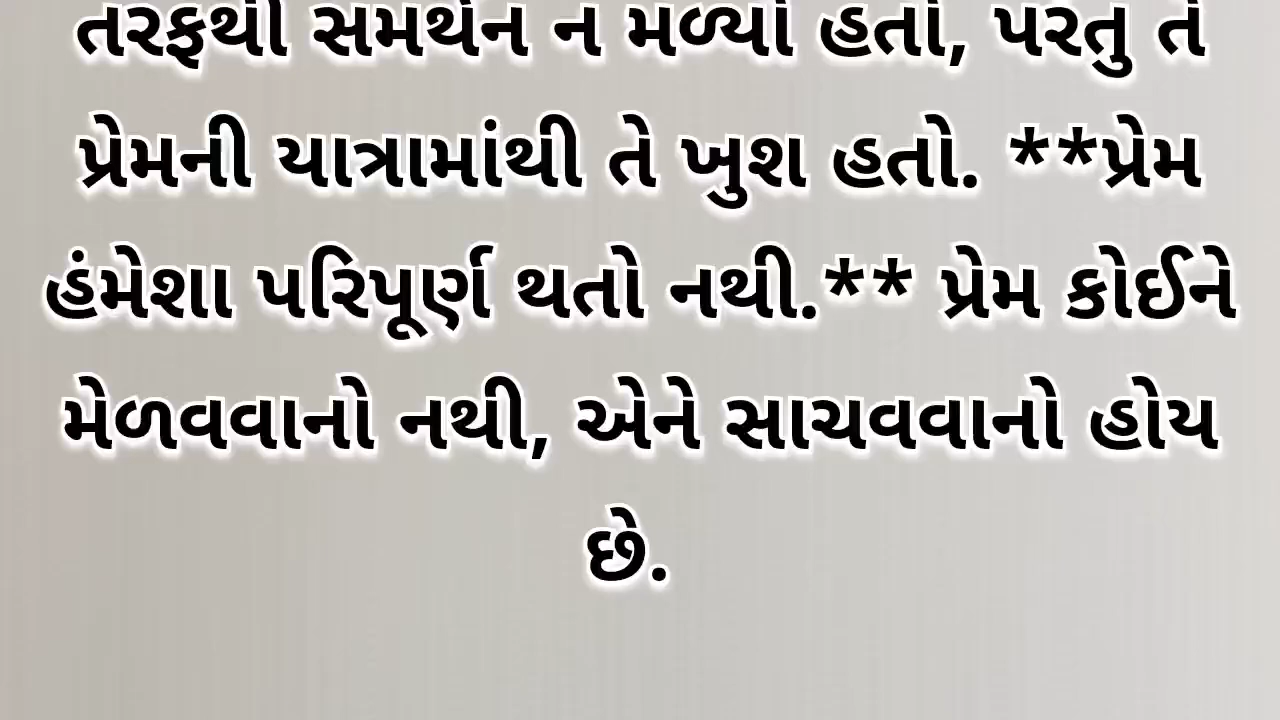 તરફથી સમર્થન ન મળ્યો હતો, પરંતુ તે
પ્રેમની યાત્રામાંથી તે ખુશ હતો. **પ્રેમ
હંમેશા પરિપૂર્ણ થતો નથી.** પ્રેમ કોઈને
મેળવવાનો નથી, એને સાચવવાનો હોય
છે.